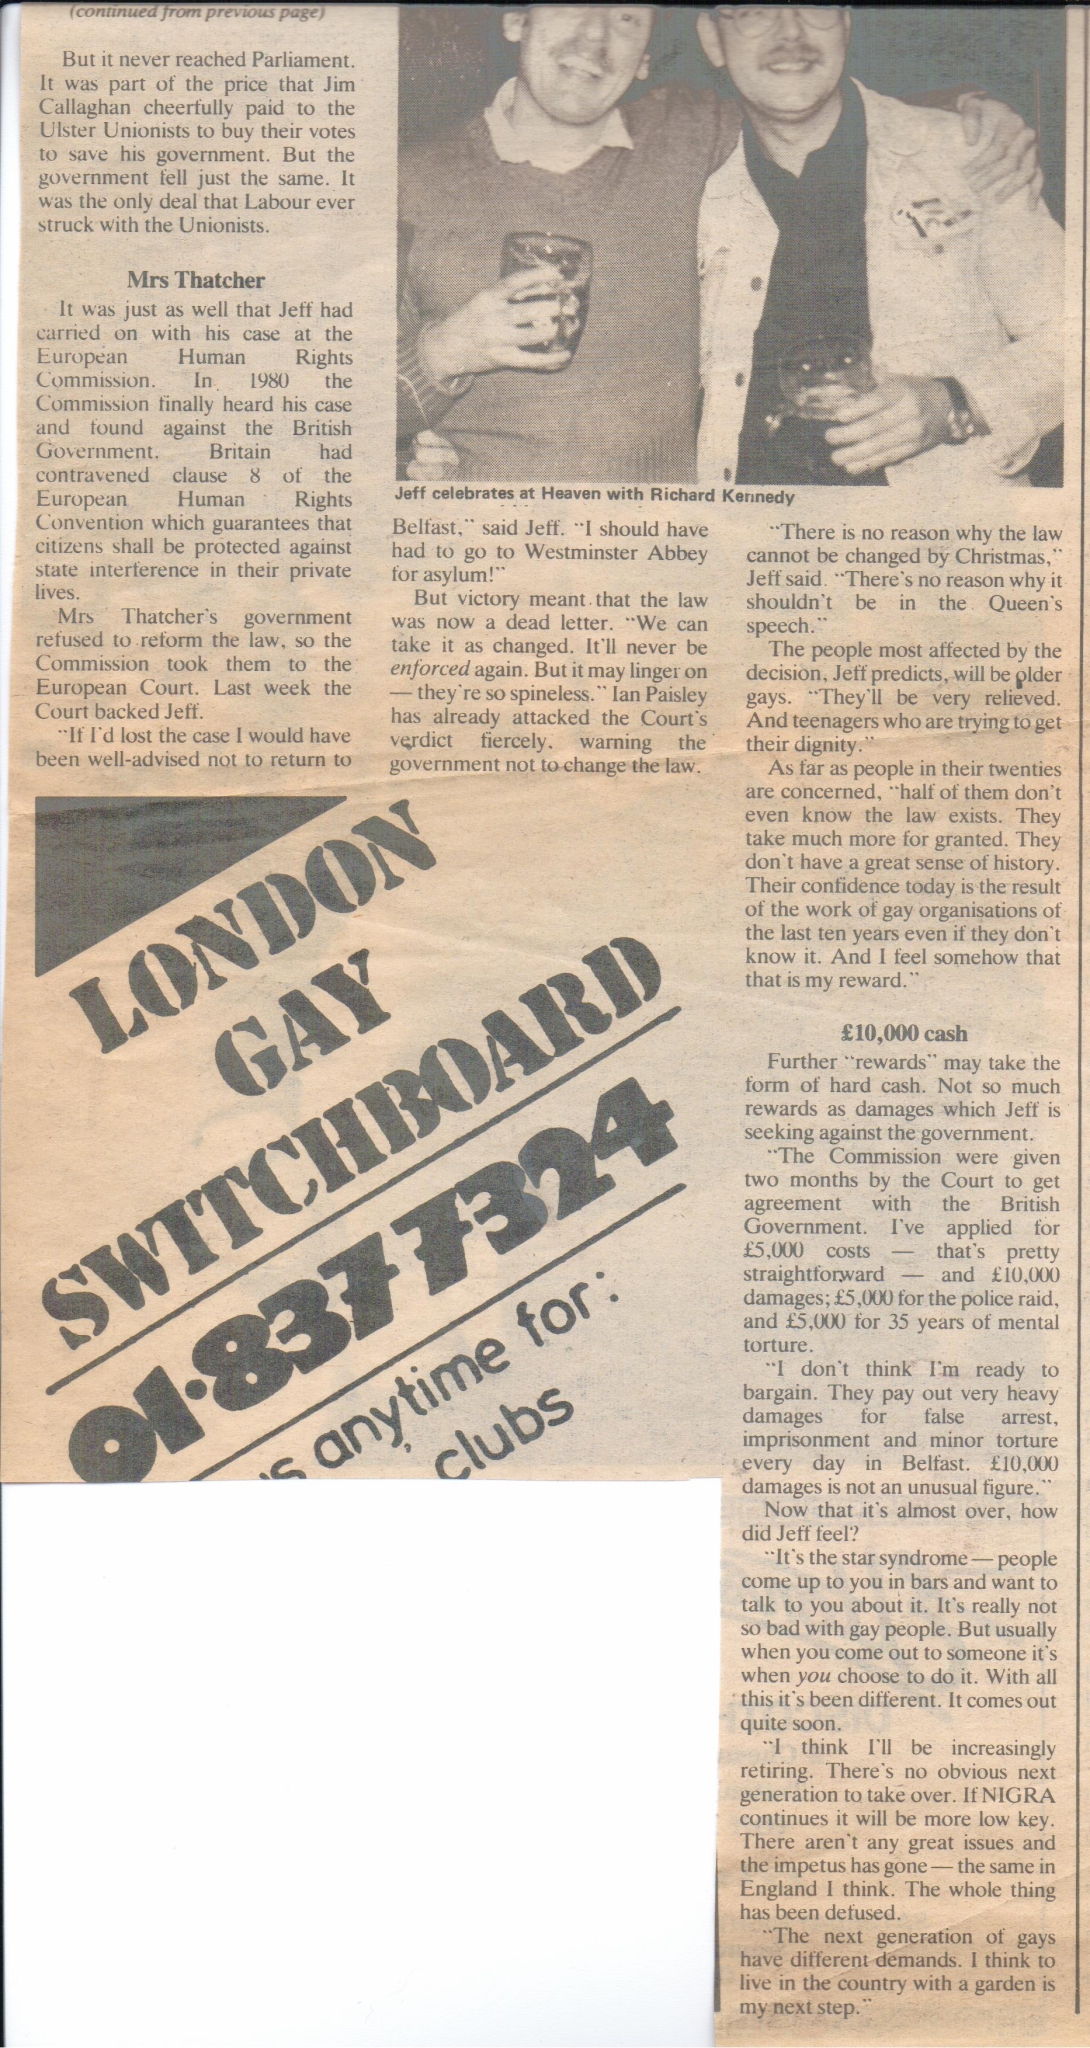 (continued from previous page)
But it never reached Parliament.
It was part of the price that Jim
Callaghan cheerfully paid to the
Ulster Unionists to buy their votes
to save his government. But the
government fell just the same. It
was the only deal that Labour ever
struck with the Unionists.
Mrs Thatcher
It was just as well that Jeff had
carried on with his case at the
European Human Rights
Commission. In 1980 the
Commission finally heard his case
and found against the British
Government. Britain had
contravened clause 8 of the
European Human Rights
Convention which guarantees that
citizens shall be protected against
state interference in their private
lives.
Mrs Thatcher's government
refused to reform the law, so the
Commission took them to the
European Court. Last week the
Court backed Jeff.
"If I'd lost the case I would have
been well-advised not to return to
Jeff celebrates at Heaven with Richard Kennedy
Belfast," said Jeff. "I should have
had to go to Westminster Abbey
for asylum!"
But victory meant that the law
was now a dead letter. "We can
take it as changed. It'll never be
enforced again. But it may linger on
— they're so spineless." Ian Paisley
has already attacked the Court's
verdict fiercely, warning the
government not to change the law.
"There is no reason why the law
cannot be changed by Christmas,"
Jeff said. "There's no reason why it
shouldn't be in the Queen's
speech."
The people most affected by the
decision, Jeff predicts, will be older
gays. "They'll be very relieved.
And teenagers who are trying to get
their dignity."
As far as people in their twenties
are concerned, "half of them don't
even know the law exists. They
take much more for granted. They
don't have a great sense of history.
Their confidence today is the result
of the work of gay organisations of
the last ten years even if they don't
know it. And I feel somehow that
that is my reward."
£10,000 cash
Further "rewards" may take the
form of hard cash. Not so much
rewards as damages which Jeff is
seeking against the government.
"The Commission were given
two months by the Court to get
agreement with the British
Government. I've applied for
£5,000 costs — that's pretty
straightforward — and £10,000
damages; £5,000 for the police raid,
and £5,000 for 35 years of mental
torture.
"I don't think I'm ready to
bargain. They pay out very heavy
damages for false arrest,
imprisonment and minor torture
every day in Belfast. £10,000
damages is not an unusual figure."
Now that it's almost over, how
did Jeff feel?
"It's the star syndrome — people
come up to you in bars and want to
talk to you about it. It's really not
so bad with gay people. But usually
when you come out to someone it's
when you choose to do it. With all
this it's been different. It comes out
quite soon.
"I think I'll be increasingly
retiring. There's no obvious next
generation to take over. If NIGRA
continues it will be more low key.
There aren't any great issues and
the impetus has gone — the same in
England I think. The whole thing
has been defused.
"The next generation of gays
have different demands. I think to
live in the country with a garden is
my next step."
LONDON
GAY
SWITCHBOARD
01·837 7324
anytime for:
clubs